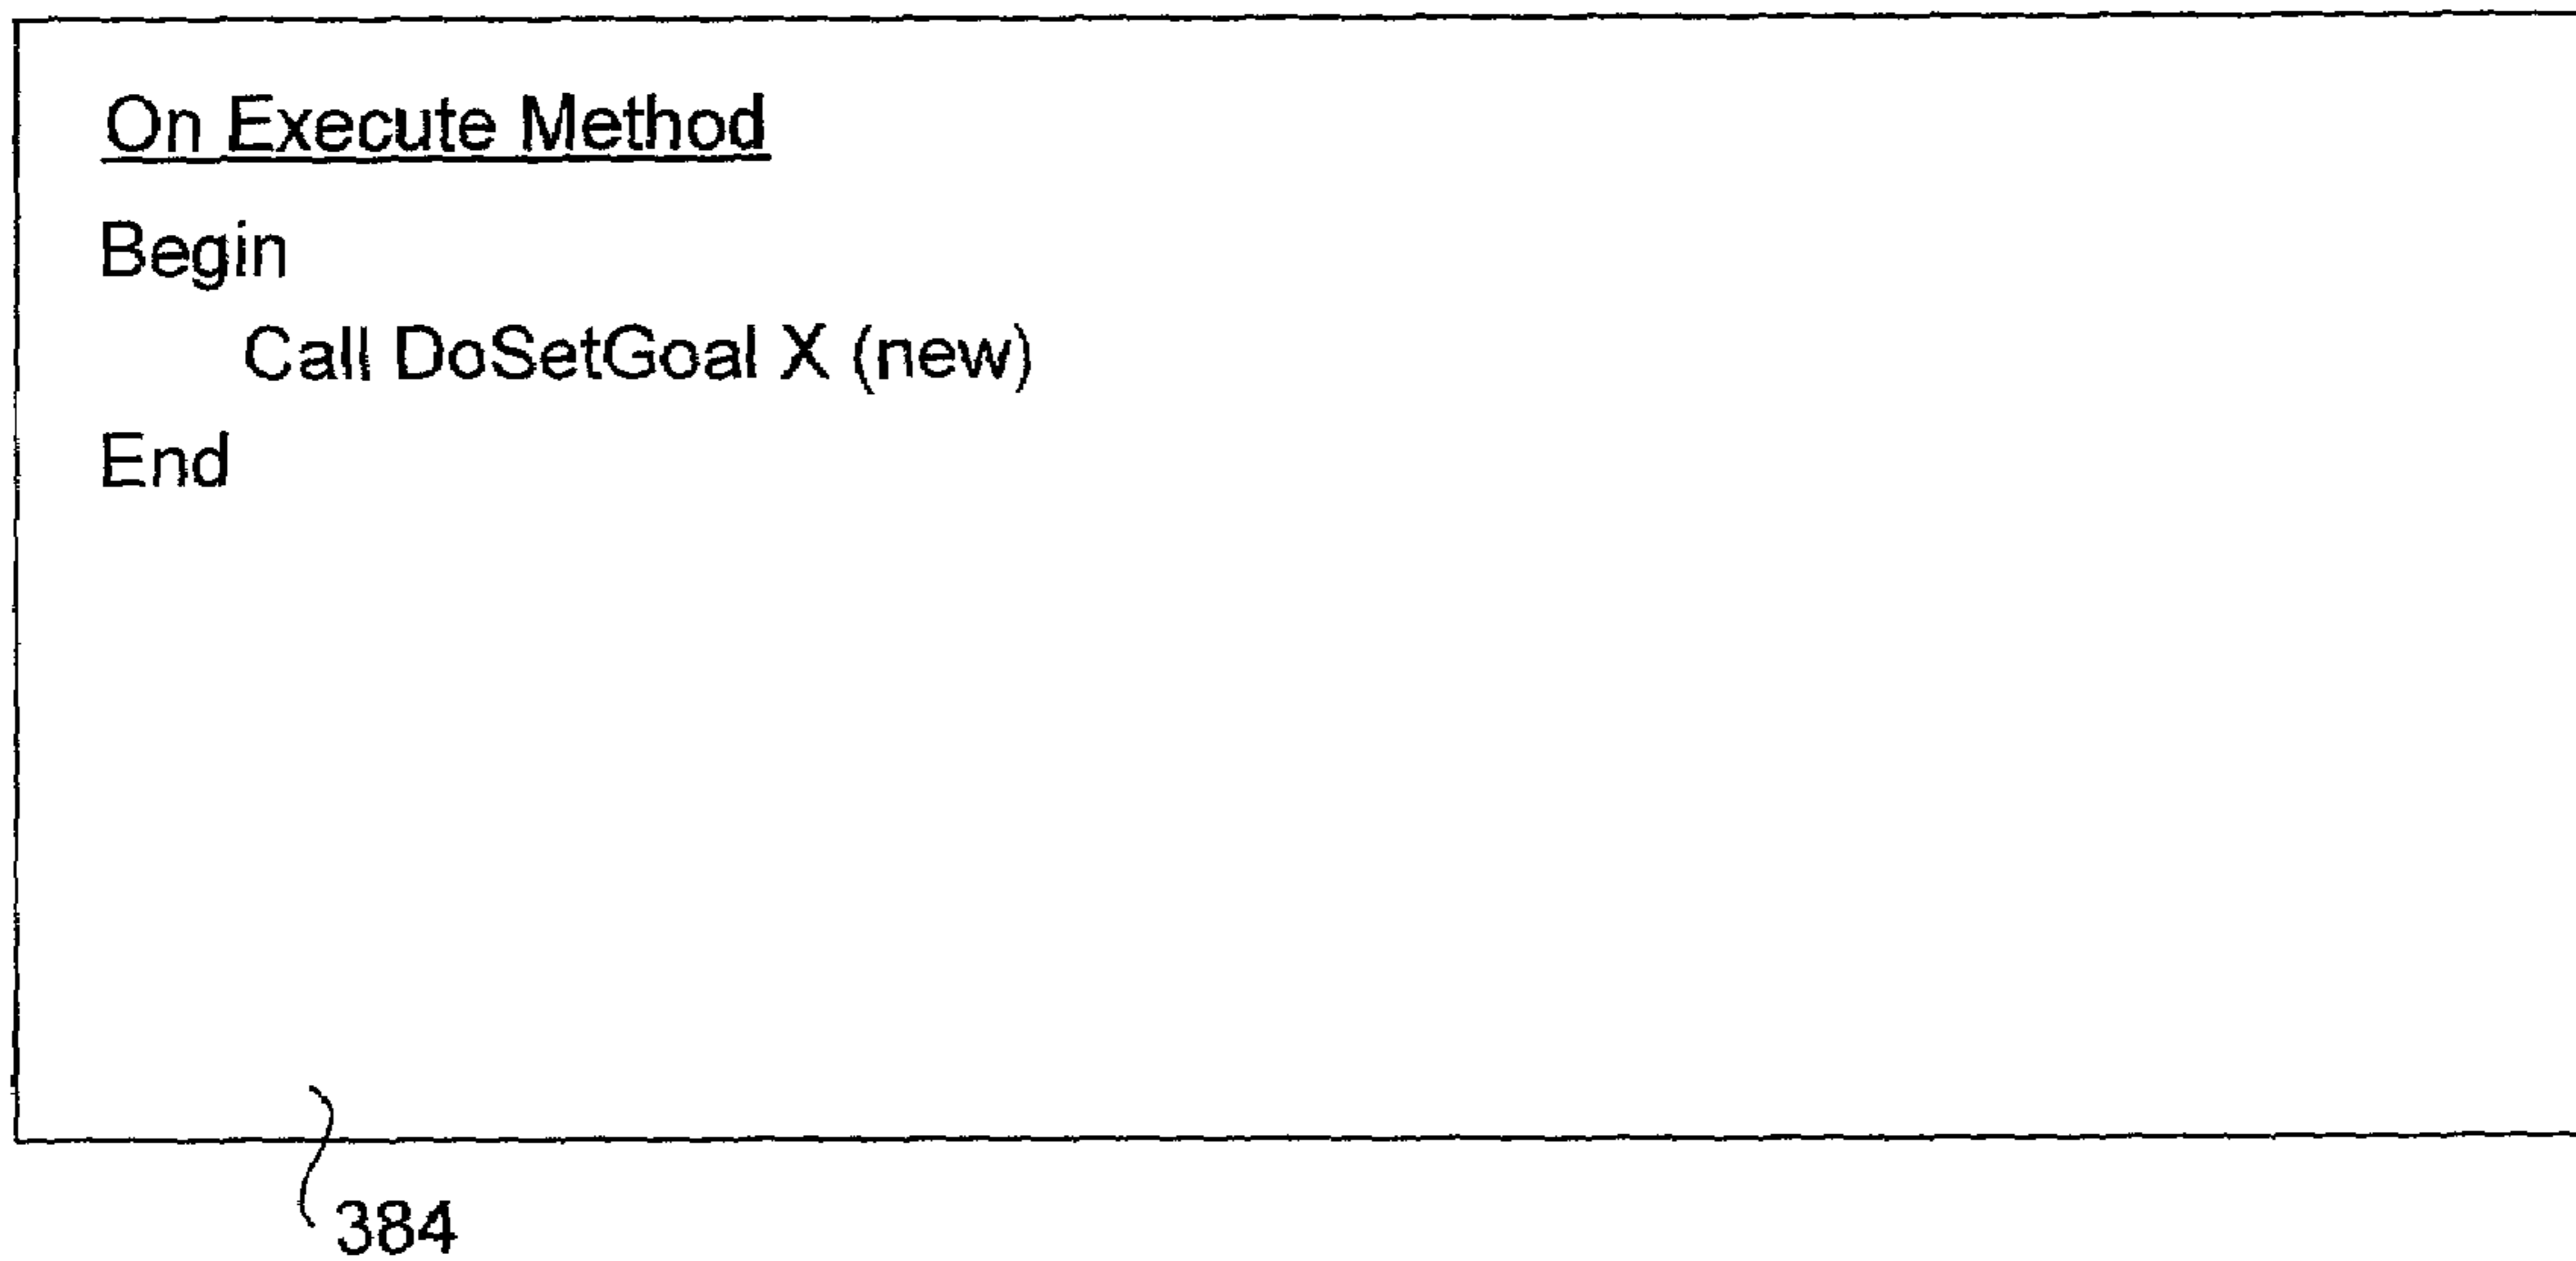 On Execute Method
Begin
Call DoSetGoal X (new)
End
384